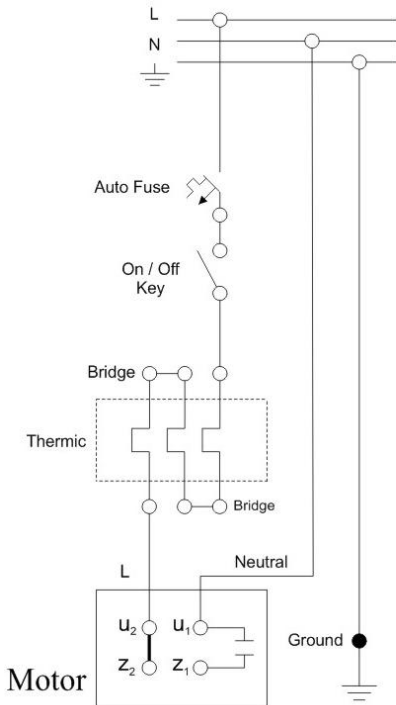 L
N
Auto Fuse
On / Off
Key
Bridge
Thermic
Bridge
L
Neutral
u₂ u₁
Ground
z₂ z₁
Motor